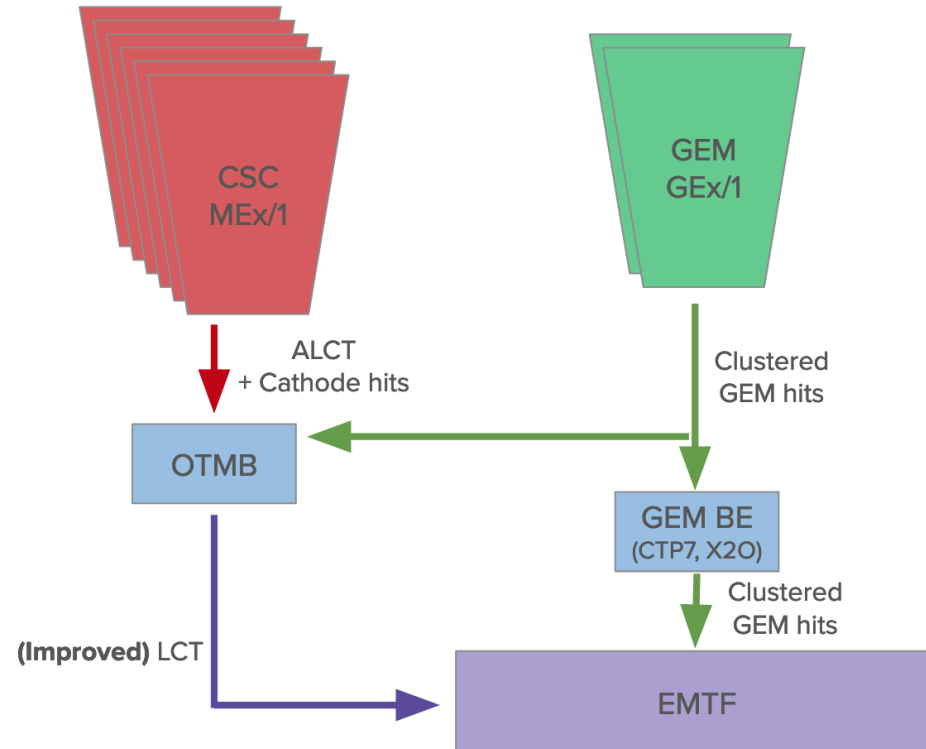 CSC
MEx/1
GEM
GEx/1
ALCT
+ Cathode hits
Clustered
GEM hits
OTMB
GEM BE
(CTP7, X2O)
Clustered
GEM hits
(Improved) LCT
EMTF